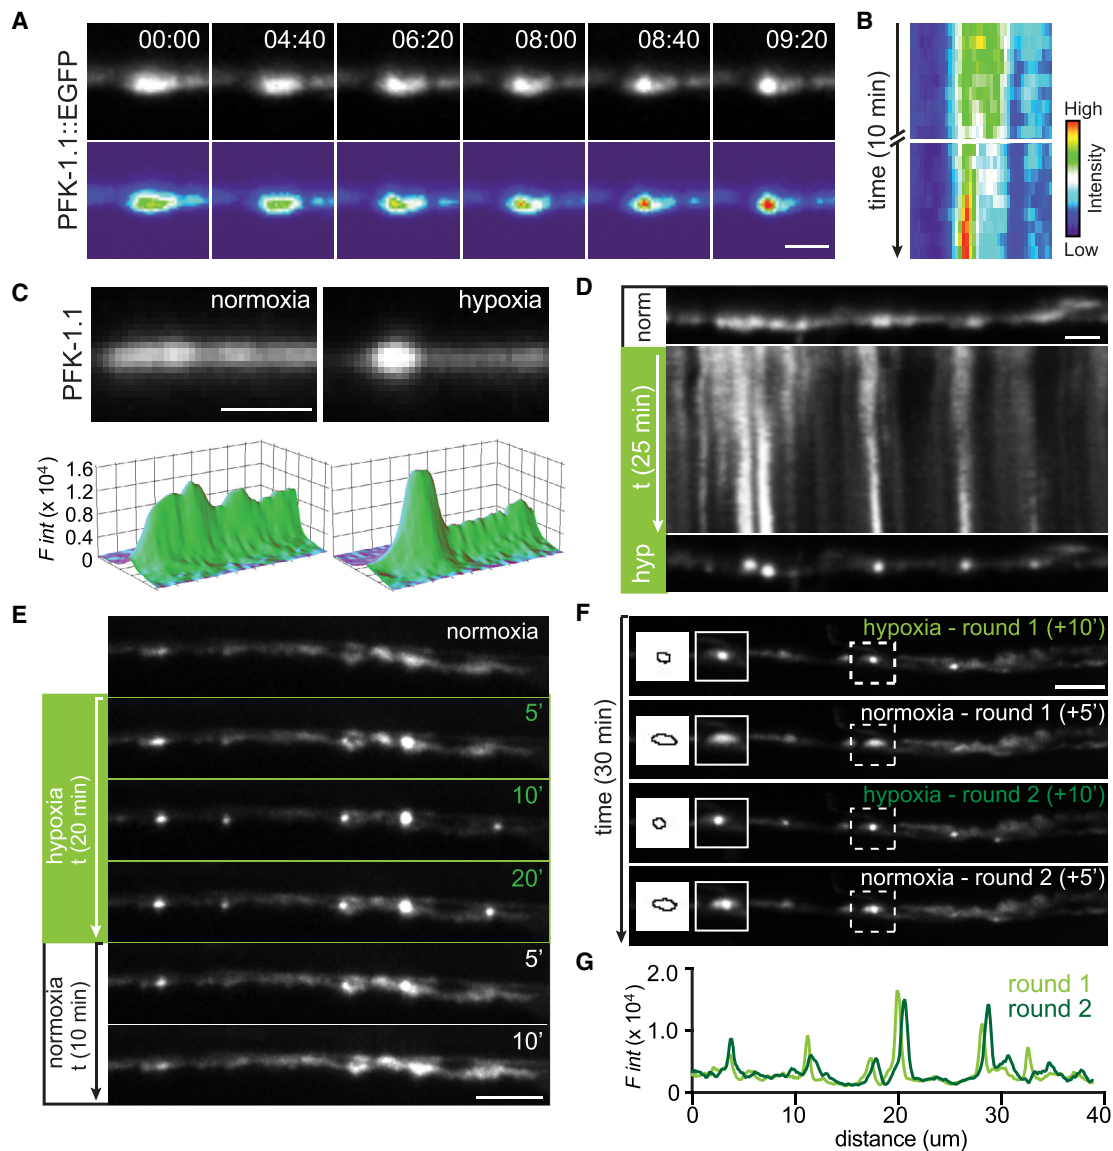 A
PFK-1.1::EGFP
00:00
04:40
06:20
08:00
08:40
09:20
B
time (10 min)
High
Intensity
Low
C
PFK-1.1
normoxia
hypoxia
F int (x 10⁴)
1.6
1.2
0.8
0.4
0
D
norm
t (25 min)
hyp
E
normoxia
hypoxia
t (20 min)
5’
10’
20’
normoxia
t (10 min)
5’
10’
F
time (30 min)
hypoxia - round 1 (+10’)
normoxia - round 1 (+5’)
hypoxia - round 2 (+10’)
normoxia - round 2 (+5’)
G
F int (x 10⁴)
2.0
1.0
0
round 1
round 2
0 10 20 30 40
distance (um)